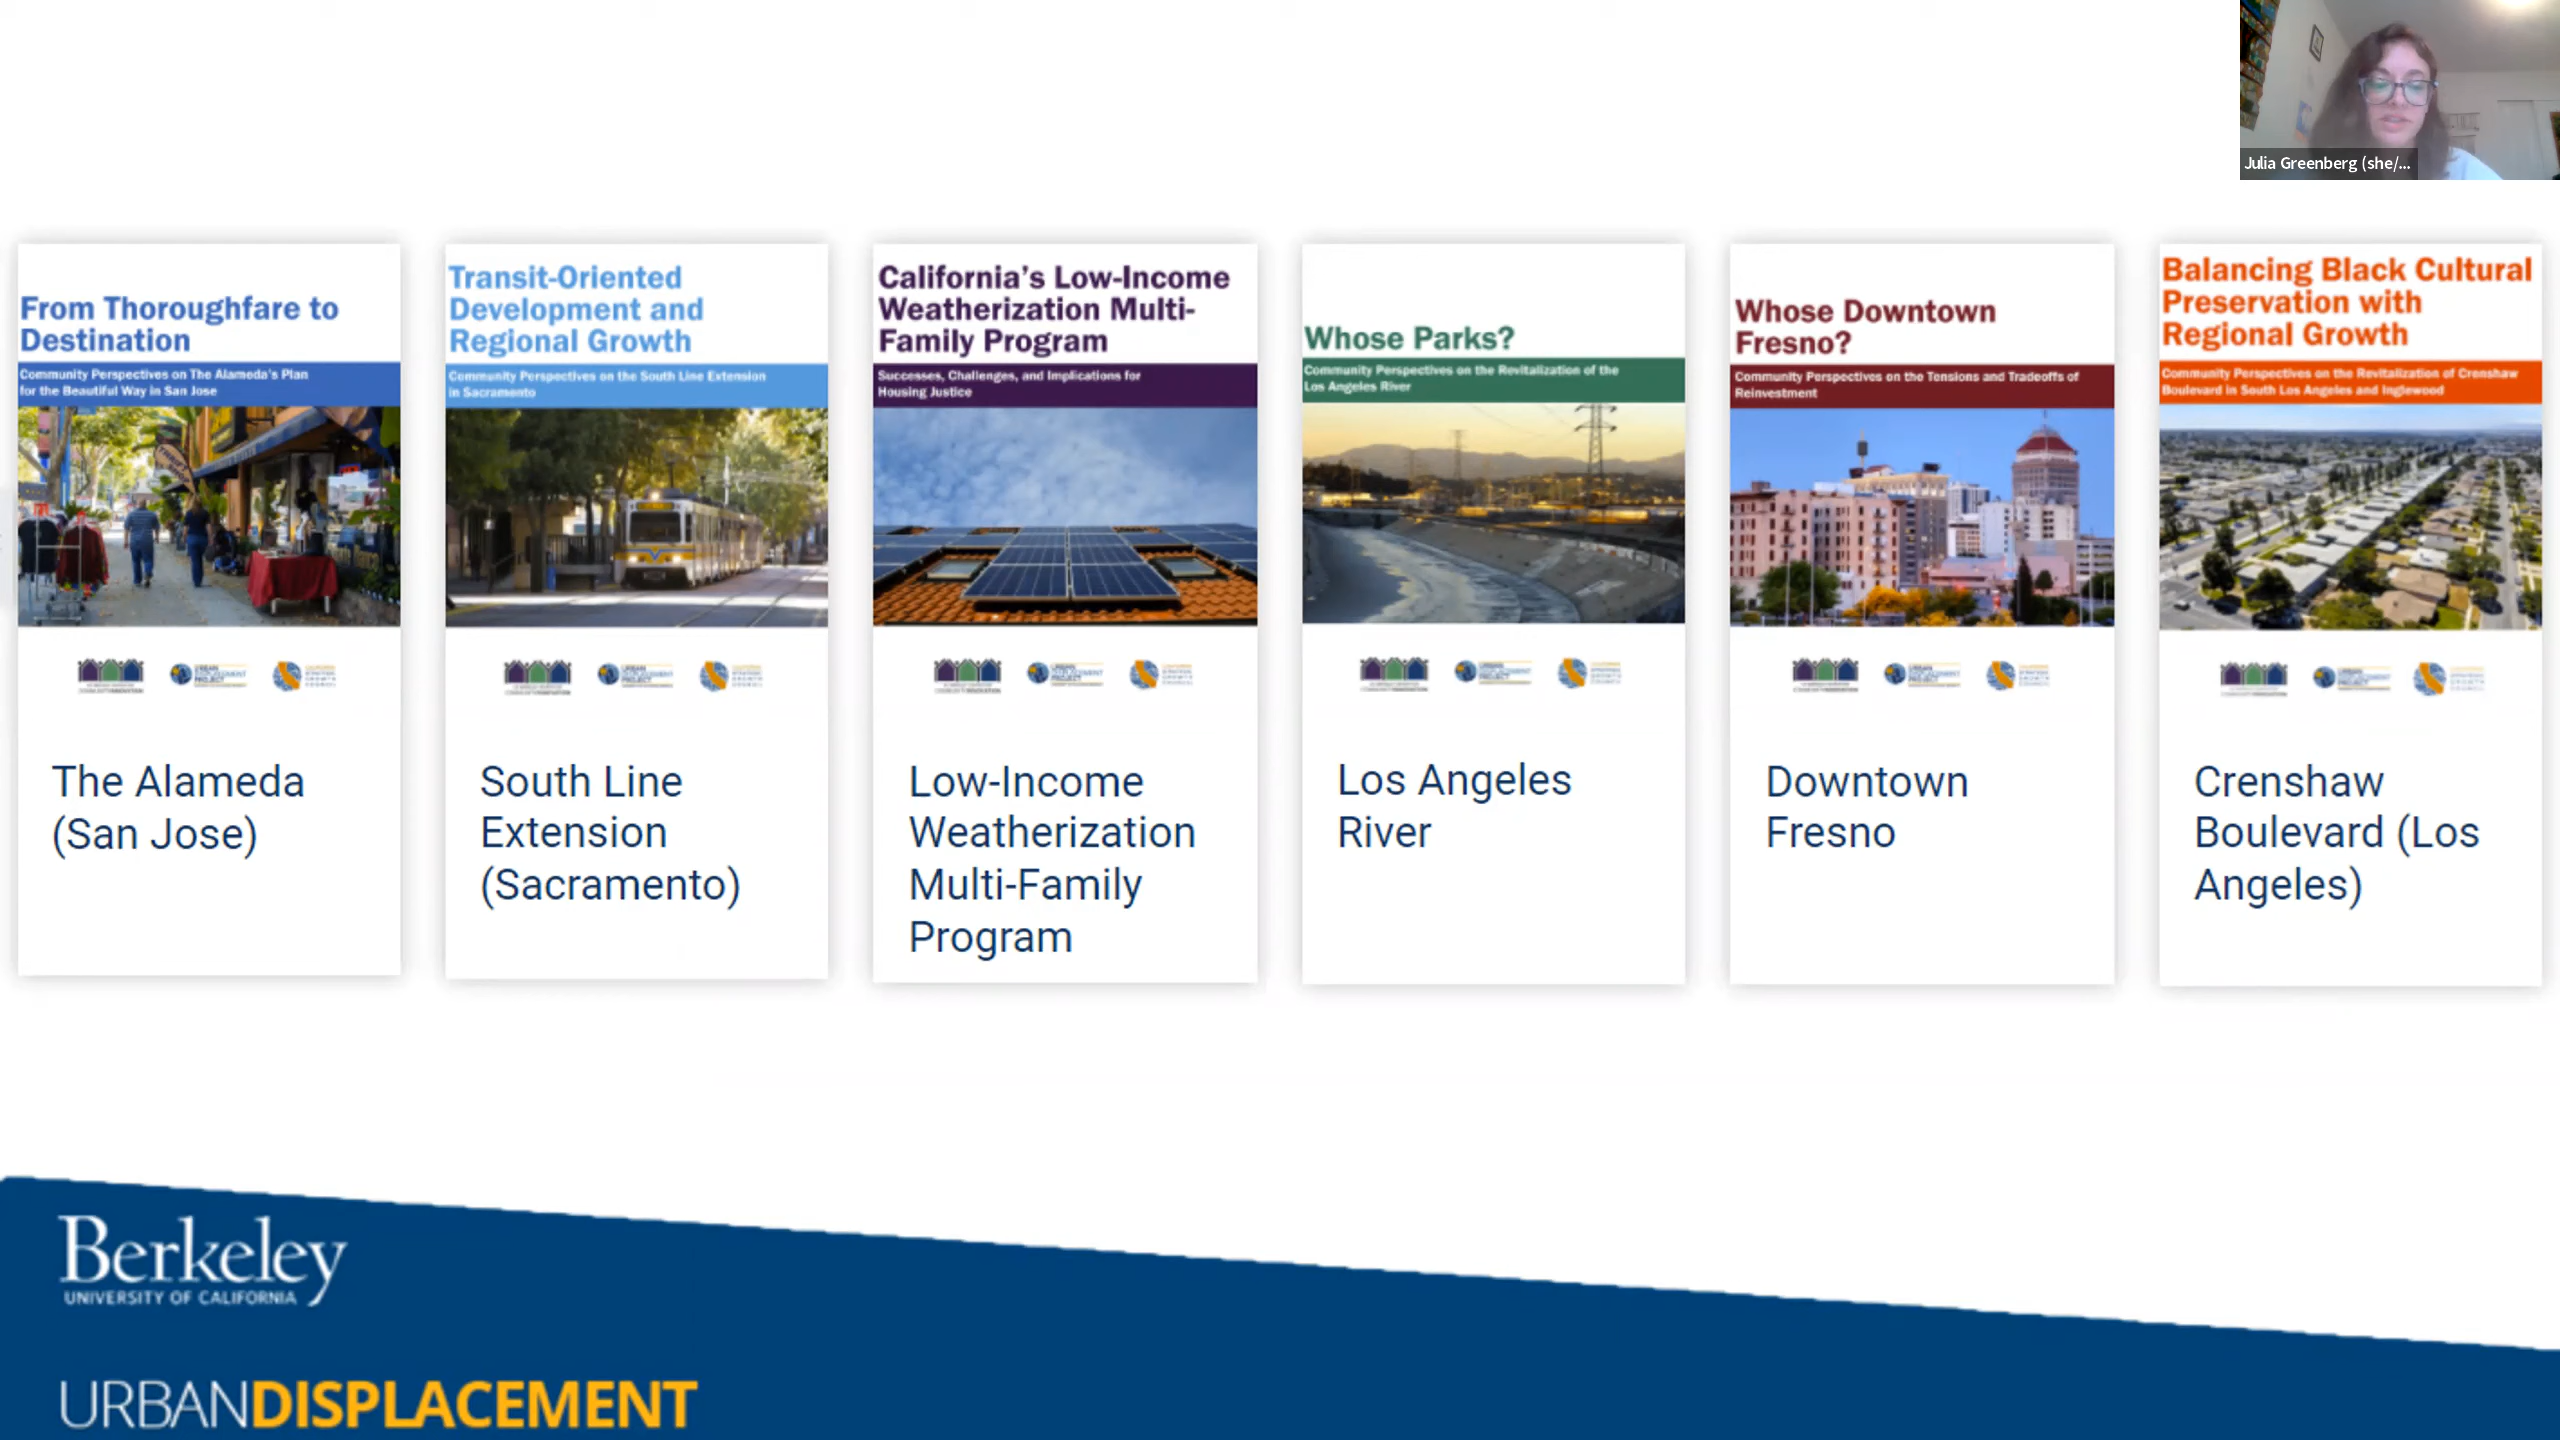 Julia Greenberg (she/...
From Thoroughfare to
Destination
Community Perspectives on The Alameda's Plan
for the Beautiful Way in San Jose
The Alameda
(San Jose)
Transit-Oriented
Development and
Regional Growth
Community Perspectives on the South Line Extension
in Sacramento
South Line
Extension
(Sacramento)
California's Low-Income
Weatherization Multi-
Family Program
Successes, Challenges, and Implications for
Housing Justice
Low-Income
Weatherization
Multi-Family
Program
Whose Parks?
Community Perspectives on the Revitalization of the
Los Angeles River
Los Angeles
River
Whose Downtown
Fresno?
Community Perspectives on the Tensions and Tradeoffs of
Reinvestment
Downtown
Fresno
Balancing Black Cultural
Preservation with
Regional Growth
Community Perspectives on the Revitalization of Crenshaw
Boulevard in South Los Angeles and Inglewood
Crenshaw
Boulevard (Los
Angeles)
Berkeley
UNIVERSITY OF CALIFORNIA
URBANDISPLACEMENT